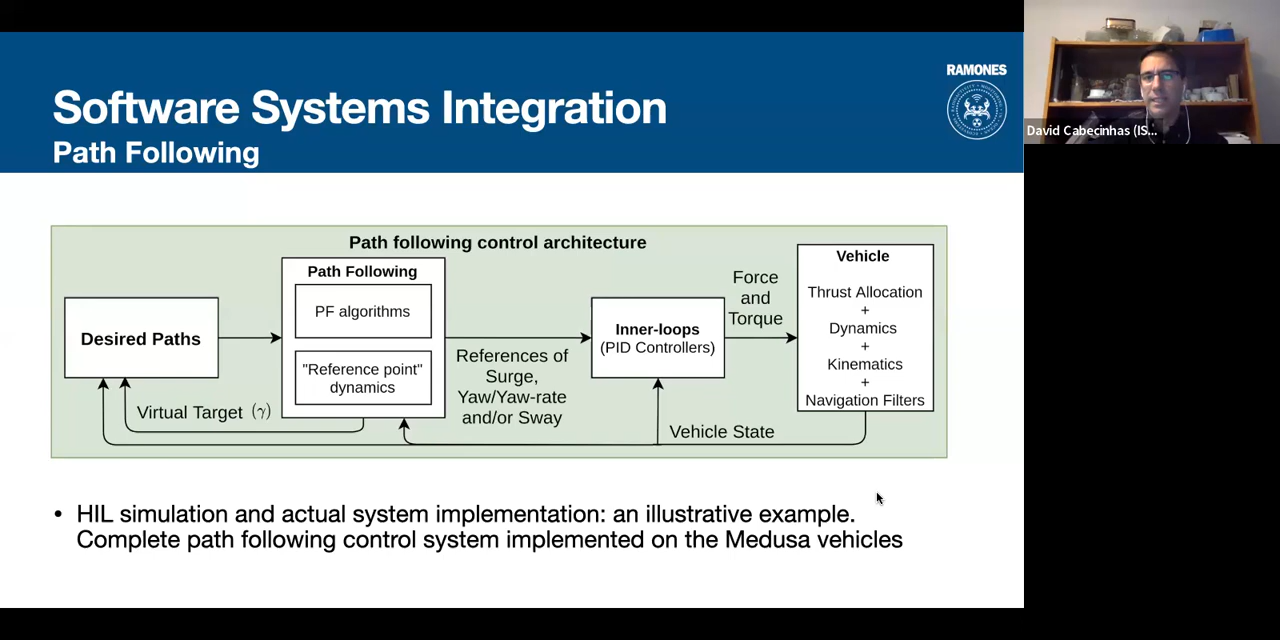 RAMONES
Software Systems Integration
Path Following
David Cabecinhas (IS...
Path following control architecture
Desired Paths
Path Following
PF algorithms
"Reference point"
dynamics
References of
Surge,
Yaw/Yaw-rate
and/or Sway
Inner-loops
(PID Controllers)
Force
and
Torque
Vehicle
Thrust Allocation
+
Dynamics
+
Kinematics
+
Navigation Filters
Virtual Target (γ)
Vehicle State
• HIL simulation and actual system implementation: an illustrative example.
Complete path following control system implemented on the Medusa vehicles